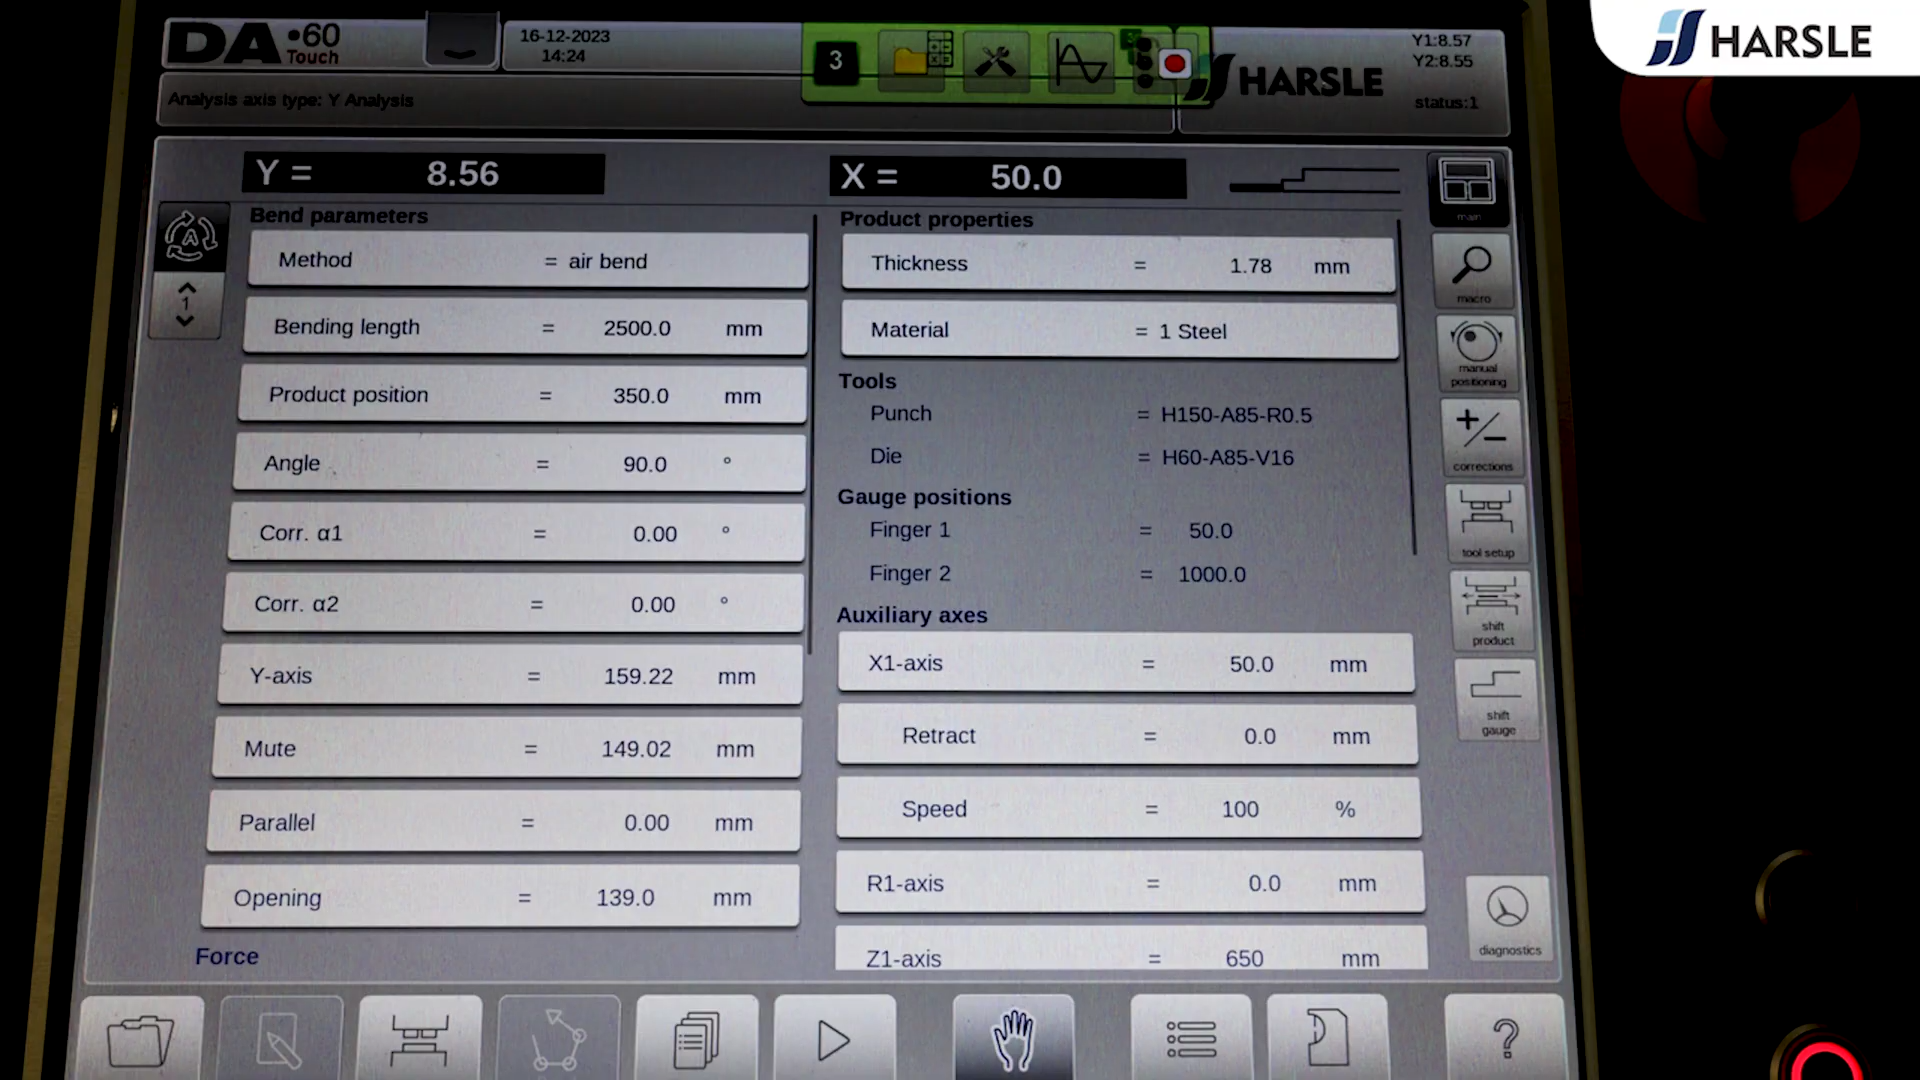 HARSLE
DA •60
Touch
16-12-2023
14:24
3
HARSLE
Y1:8.57
Y2:8.55
status:1
Analysis axis type: Y Analysis
Y = 8.56
X = 50.0
main
A
1
Bend parameters
Method = air bend
Bending length = 2500.0 mm
Product position = 350.0 mm
Angle = 90.0 °
Corr. α1 = 0.00 °
Corr. α2 = 0.00 °
Y-axis = 159.22 mm
Mute = 149.02 mm
Parallel = 0.00 mm
Opening = 139.0 mm
Force
Product properties
Thickness = 1.78 mm
Material = 1 Steel
Tools
Punch = H150-A85-R0.5
Die = H60-A85-V16
Gauge positions
Finger 1 = 50.0
Finger 2 = 1000.0
Auxiliary axes
X1-axis = 50.0 mm
Retract = 0.0 mm
Speed = 100 %
R1-axis = 0.0 mm
Z1-axis = 650 mm
macro
manual
positioning
+/−
corrections
tool setup
shift
product
shift
gauge
diagnostics
?